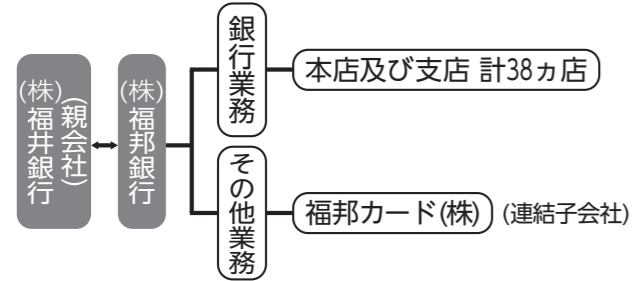 (株)福井銀行
(親会社)
(株)福邦銀行
銀行業務
本店及び支店 計38ヵ店
その他業務
福邦カード(株)
(連結子会社)